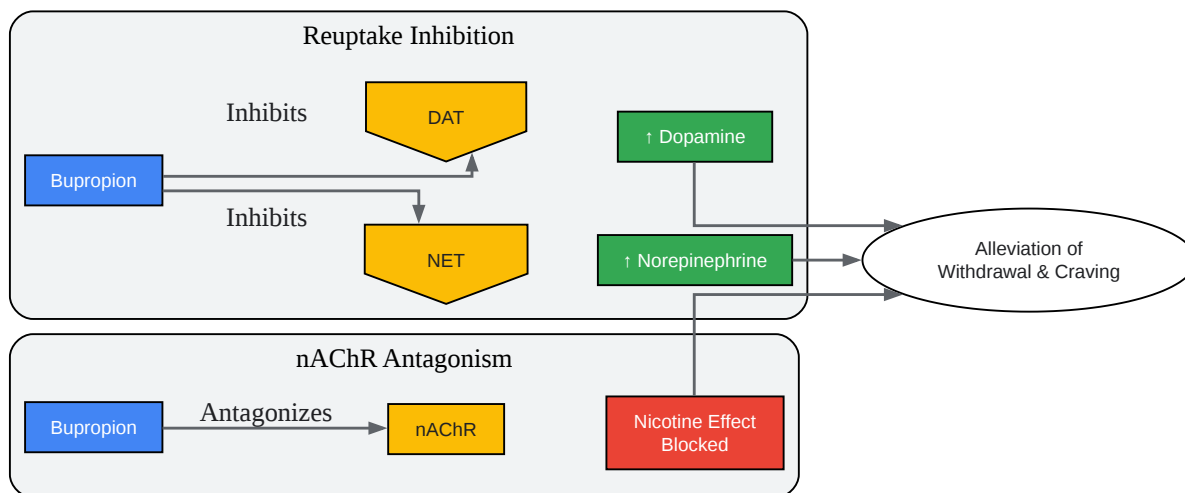 Reuptake Inhibition
Inhibits
DAT
↑ Dopamine
Bupropion
Inhibits
NET
↑ Norepinephrine
Alleviation of
Withdrawal & Craving
nAChR Antagonism
Bupropion
Antagonizes
nAChR
Nicotine Effect
Blocked